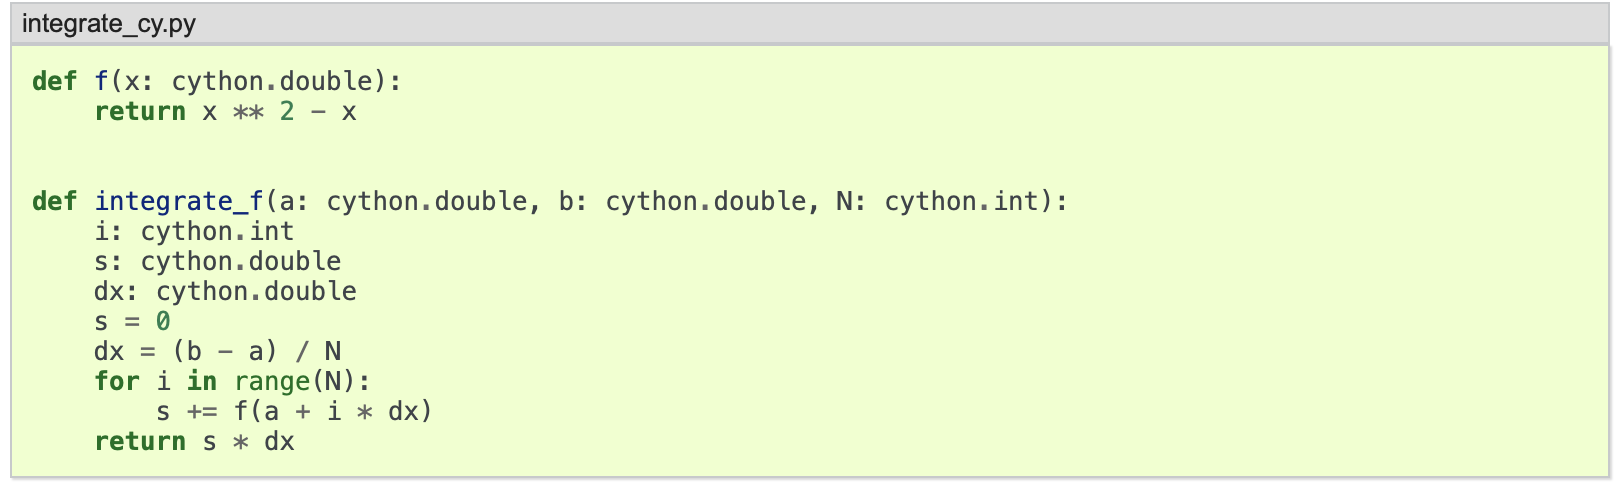 integrate_cy.py
def f(x: cython.double):
    return x ** 2 - x
def integrate_f(a: cython.double, b: cython.double, N: cython.int):
    i: cython.int
    s: cython.double
    dx: cython.double
    s = 0
    dx = (b - a) / N
    for i in range(N):
        s += f(a + i * dx)
    return s * dx